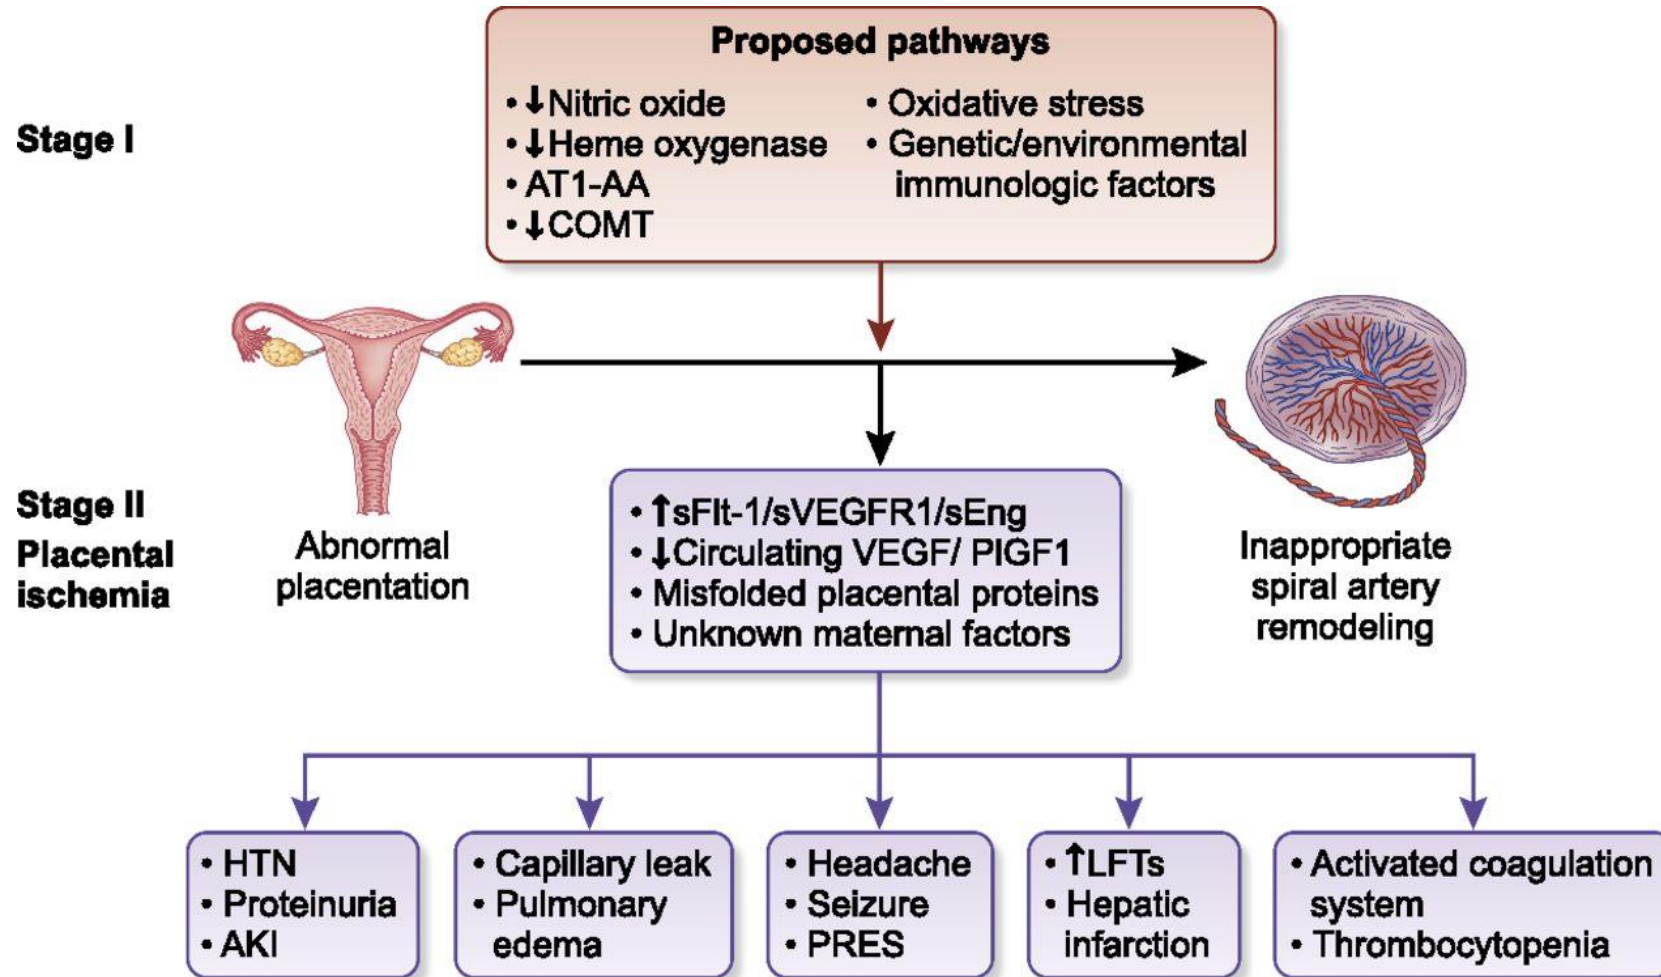 Proposed pathways
• ↓Nitric oxide
• ↓Heme oxygenase
• AT1-AA
• ↓COMT
• Oxidative stress
• Genetic/environmental
immunologic factors
Stage I
Stage II
Placental
ischemia
Abnormal
placentation
• ↑sFlt-1/sVEGFR1/sEng
• ↓Circulating VEGF/ PlGF1
• Misfolded placental proteins
• Unknown maternal factors
Inappropriate
spiral artery
remodeling
• HTN
• Proteinuria
• AKI
• Capillary leak
• Pulmonary
edema
• Headache
• Seizure
• PRES
• ↑LFTs
• Hepatic
infarction
• Activated coagulation
system
• Thrombocytopenia